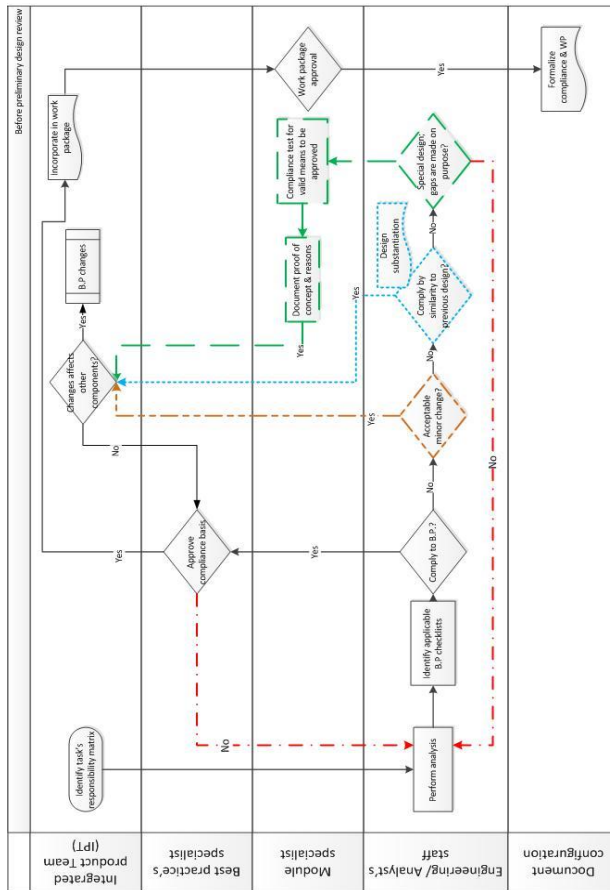 Before preliminary design review
Integrated
product Team
(IPT)
Best practice's
specialist
Module
specialist
Engineering/ Analyst's
staff
Document
configuration
Identify task's
responsibility matrix
Changes affects
other
components?
Yes
B.P changes
Incorporate in work
package
No
Yes
Approve
compliance basis
No
Yes
Document proof of
concept & reasons
Yes
Compliance test for
valid means to be
approved
Work package
approval
Yes
Perform analysis
Identify applicable
B.P checklists
Comply to B.P.?
No
Acceptable
minor change?
Yes
No
Comply by
similarity to
previous design?
Yes
Design
substantiation
No
Special design;
gaps are made on
purpose?
No
Formalize
compliance & WP